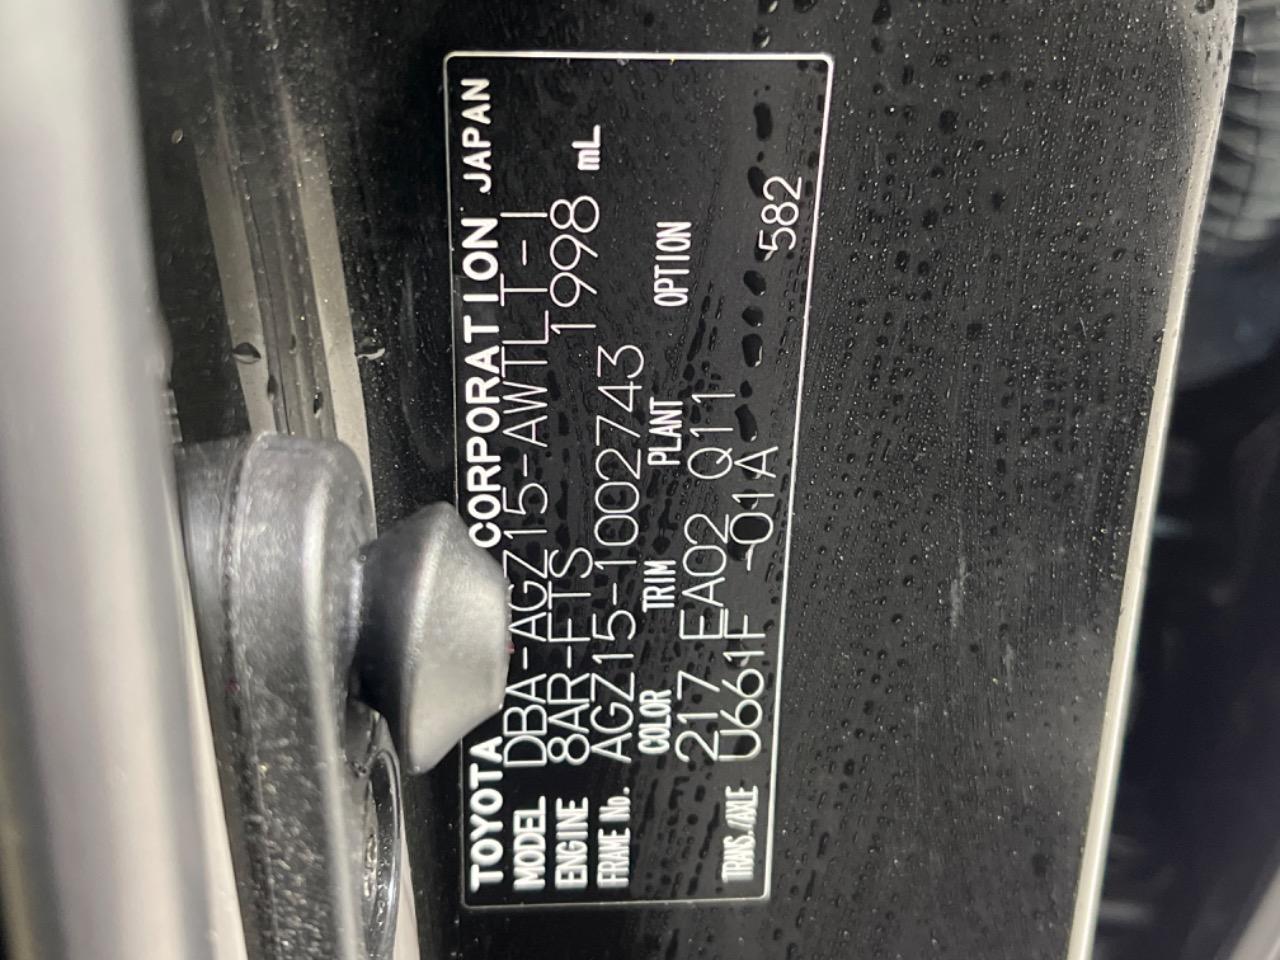 TOYOTA CORPORATION JAPAN
MODEL DBA-AGZ15-AWTLT-I
ENGINE 8AR-FTS 1998 mL
FRAME No. AGZ15-1002743
COLOR TRIM PLANT OPTION
217 EA02 Q11
TRANS./AXLE U661F -01A 582